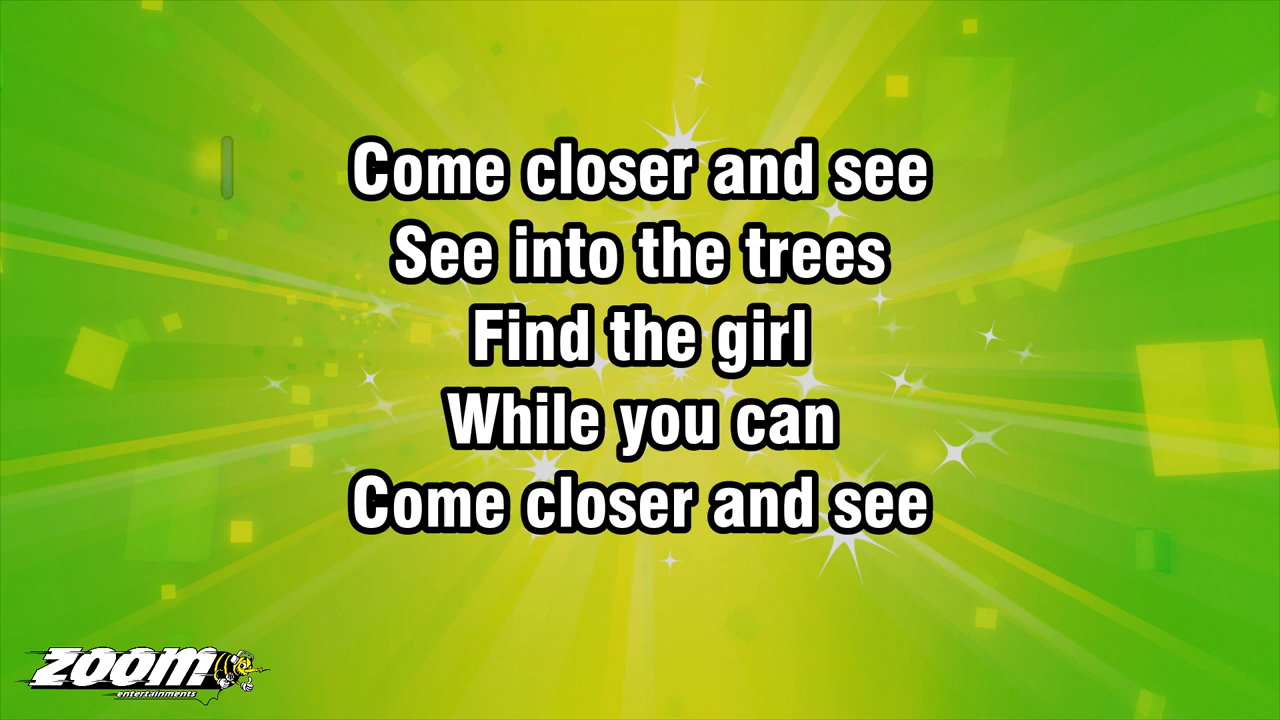 Come closer and see
See into the trees
Find the girl
While you can
Come closer and see
zoom
entertainments